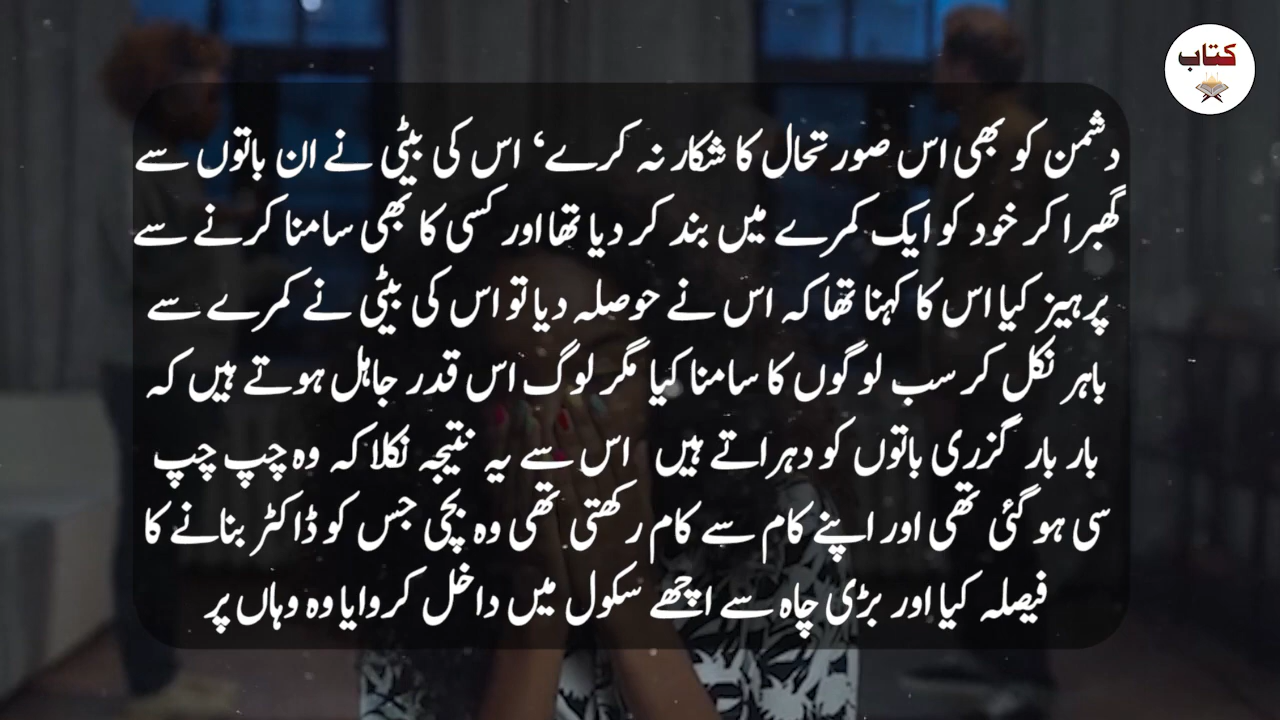 کتاب
دشمن کو بھی اس صورتحال کا شکار نہ کرے‘ اس کی بیٹی نے ان باتوں سے
گھبرا کر خود کو ایک کمرے میں بند کر دیا تھا اور کسی کا بھی سامنا کرنے سے
پرہیز کیا اس کا کہنا تھا کہ اس نے حوصلہ دیا تو اس کی بیٹی نے کمرے سے
باہر نکل کر سب لوگوں کا سامنا کیا مگر لوگ اس قدر جاہل ہوتے ہیں کہ
بار بار گزری باتوں کو دہراتے ہیں اس سے یہ نتیجہ نکلا کہ وہ چپ چپ
سی ہو گئی تھی اور اپنے کام سے کام رکھتی تھی وہ بچی جس کو ڈاکٹر بنانے کا
فیصلہ کیا اور بڑی چاہ سے اچھے سکول میں داخل کروایا وہ وہاں پر